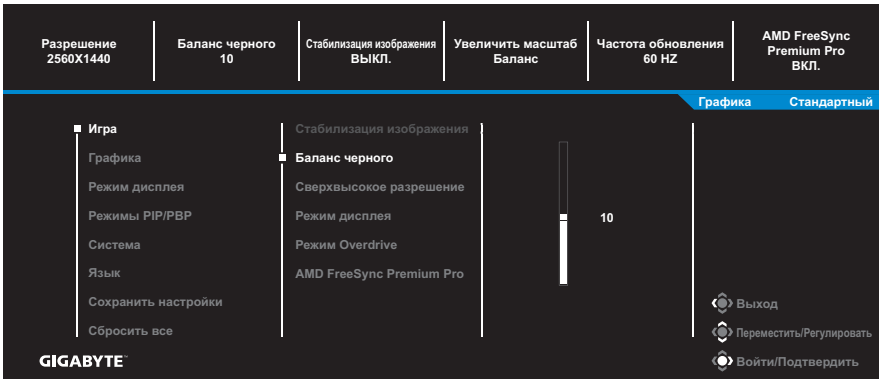 Разрешение
2560X1440
Баланс черного
10
Стабилизация изображения
ВЫКЛ.
Увеличить масштаб
Баланс
Частота обновления
60 HZ
AMD FreeSync
Premium Pro
ВКЛ.
Графика Стандартный
Игра
Графика
Режим дисплея
Режимы PIP/PBP
Система
Язык
Сохранить настройки
Сбросить все
Стабилизация изображения
Баланс черного
Сверхвысокое разрешение
Режим дисплея
Режим Overdrive
AMD FreeSync Premium Pro
10
Выход
Переместить/Регулировать
Войти/Подтвердить
GIGABYTE™